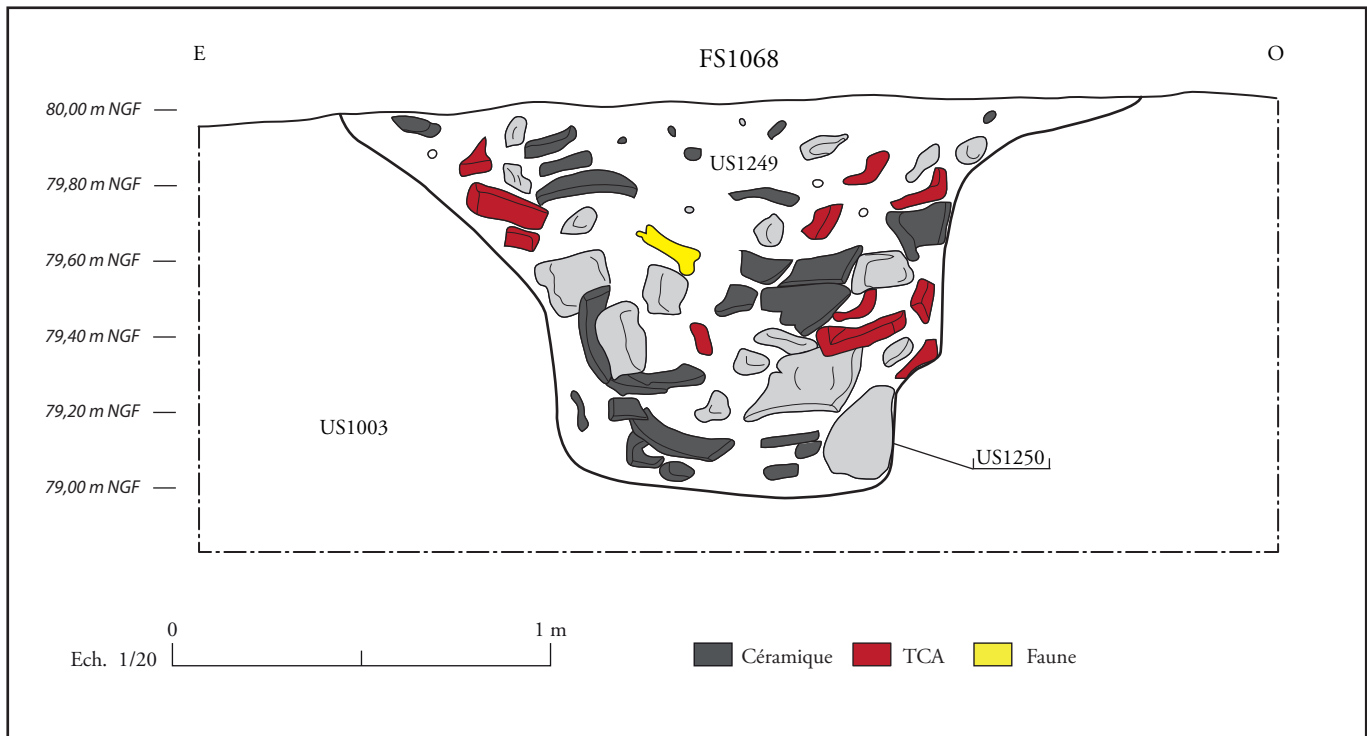 E
FS1068
O
80,00 m NGF
US1249
79,80 m NGF
79,60 m NGF
79,40 m NGF
79,20 m NGF
US1003
US1250
79,00 m NGF
0
1 m
Ech. 1/20
Céramique
TCA
Faune